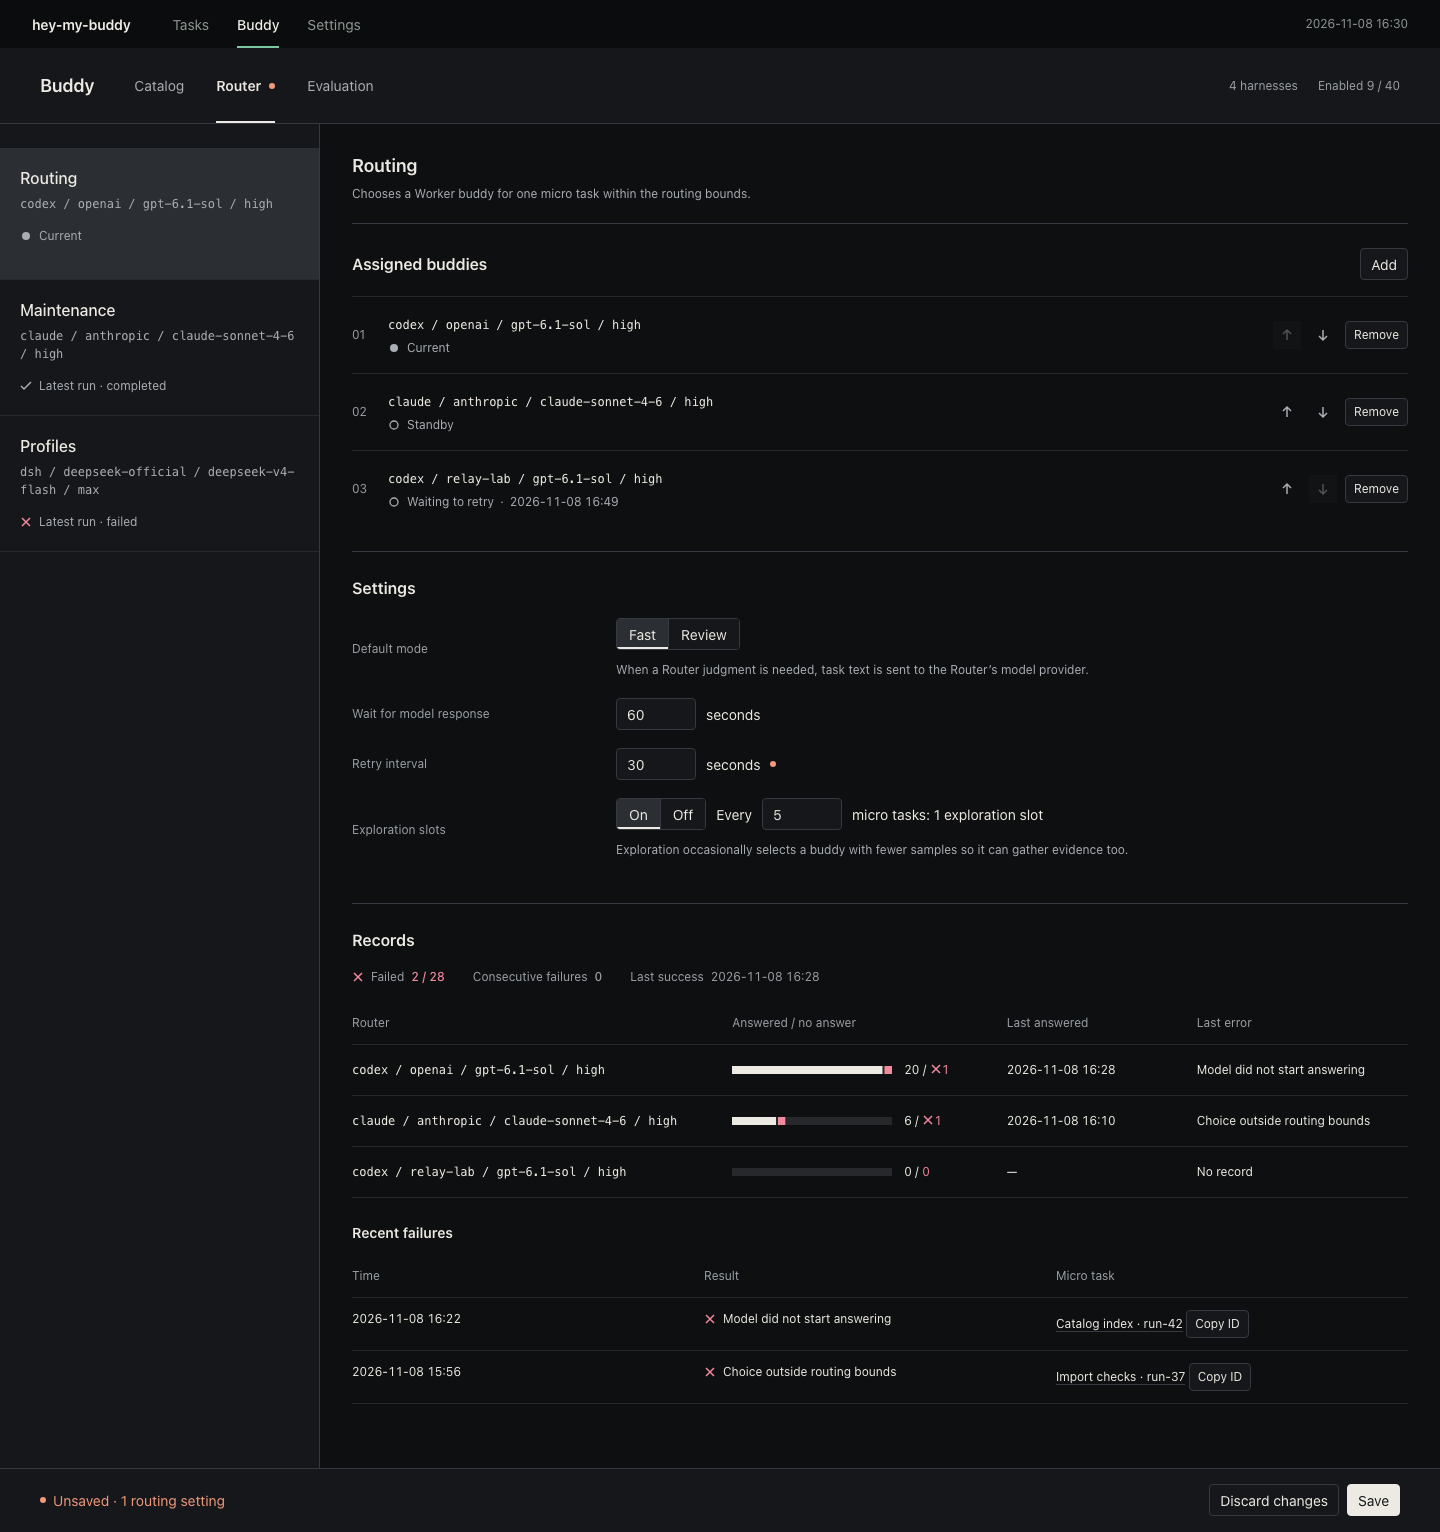 hey-my-buddy Tasks Buddy Settings 2026-11-08 16:30
Buddy Catalog Router Evaluation 4 harnesses Enabled 9 / 40
Routing
codex / openai / gpt-6.1-sol / high
Current
Maintenance
claude / anthropic / claude-sonnet-4-6
/ high
Latest run · completed
Profiles
dsh / deepseek-official / deepseek-v4-
flash / max
Latest run · failed
Routing
Chooses a Worker buddy for one micro task within the routing bounds.
Assigned buddies Add
01 codex / openai / gpt-6.1-sol / high
Current
↑ ↓ Remove
02 claude / anthropic / claude-sonnet-4-6 / high
Standby
↑ ↓ Remove
03 codex / relay-lab / gpt-6.1-sol / high
Waiting to retry · 2026-11-08 16:49
↑ ↓ Remove
Settings
Default mode Fast Review
When a Router judgment is needed, task text is sent to the Router's model provider.
Wait for model response 60 seconds
Retry interval 30 seconds
Exploration slots On Off Every 5 micro tasks: 1 exploration slot
Exploration occasionally selects a buddy with fewer samples so it can gather evidence too.
Records
Failed 2 / 28 Consecutive failures 0 Last success 2026-11-08 16:28
Router Answered / no answer Last answered Last error
codex / openai / gpt-6.1-sol / high 20 / ✕1 2026-11-08 16:28 Model did not start answering
claude / anthropic / claude-sonnet-4-6 / high 6 / ✕1 2026-11-08 16:10 Choice outside routing bounds
codex / relay-lab / gpt-6.1-sol / high 0 / 0 — No record
Recent failures
Time Result Micro task
2026-11-08 16:22 Model did not start answering Catalog index · run-42 Copy ID
2026-11-08 15:56 Choice outside routing bounds Import checks · run-37 Copy ID
Unsaved · 1 routing setting Discard changes Save